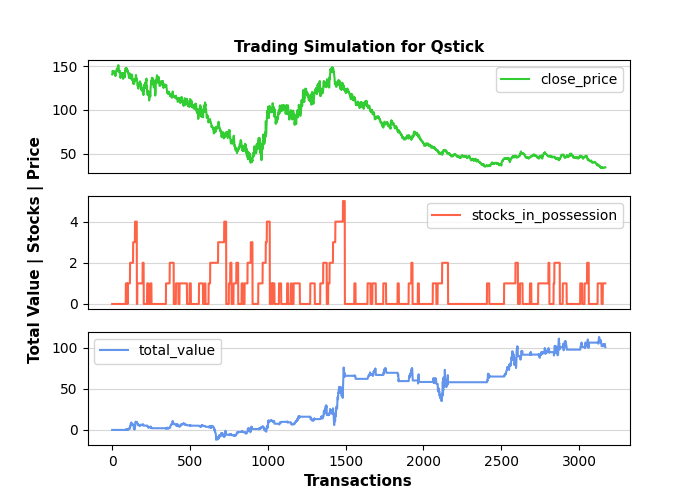 Trading Simulation for Qstick
Total Value | Stocks | Price
150
100
50
close_price
4
2
0
stocks_in_possession
100
50
0
total_value
0 500 1000 1500 2000 2500 3000
Transactions